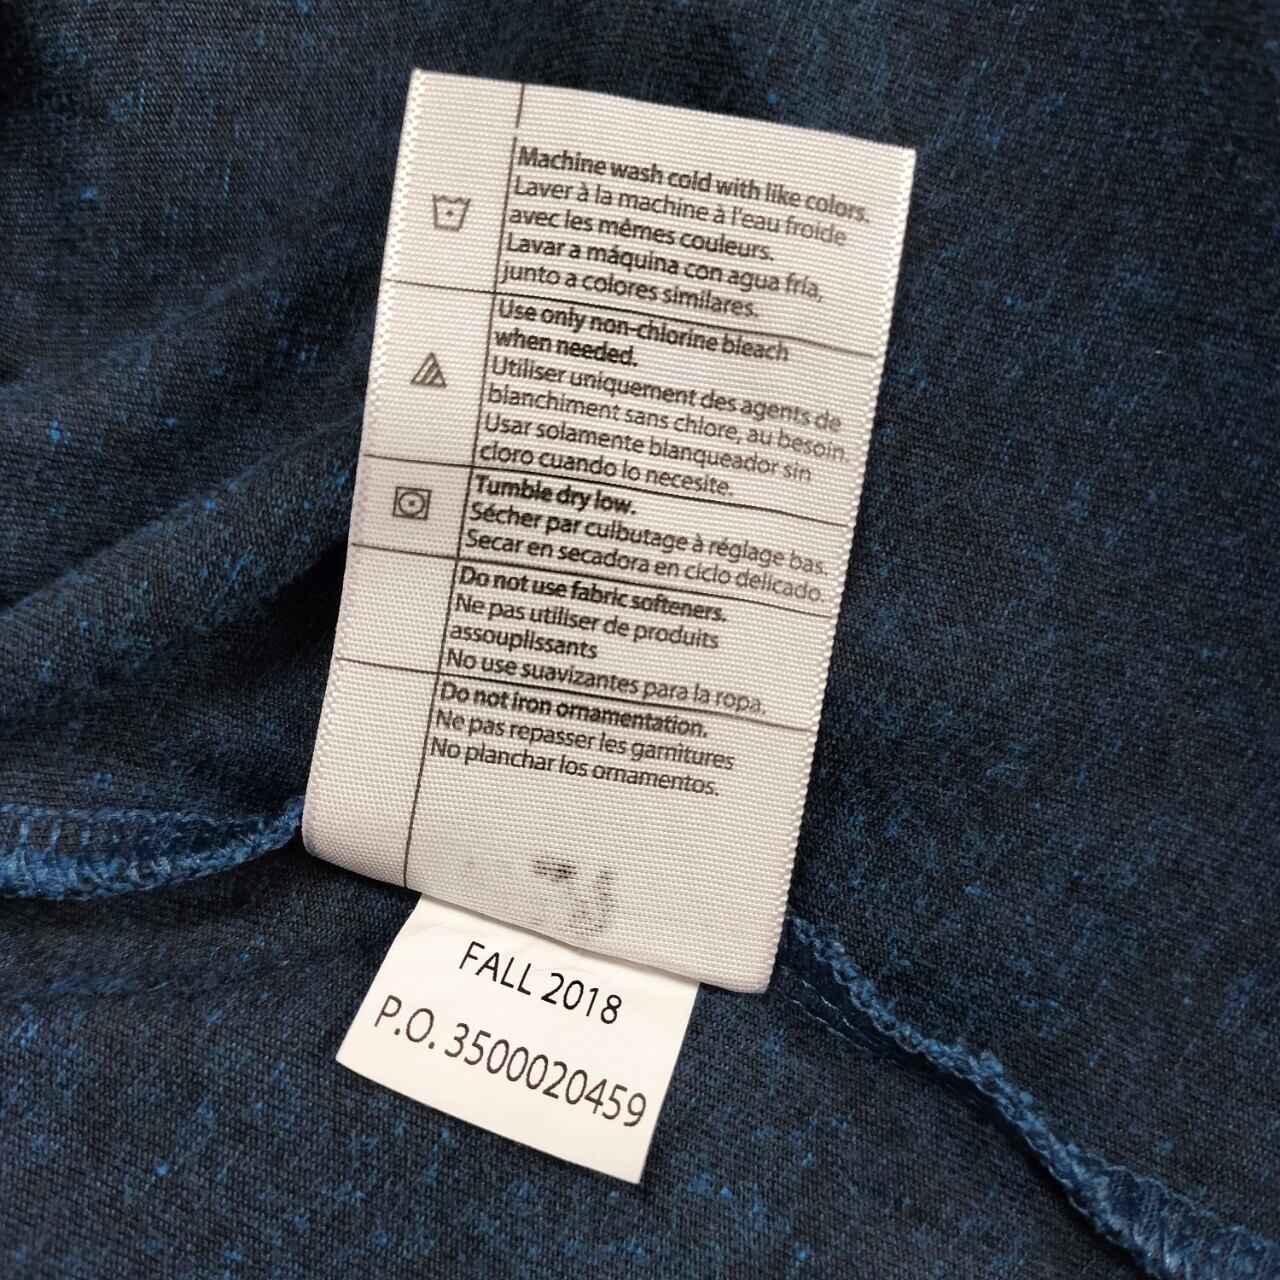 Machine wash cold with like colors.
Laver à la machine à l'eau froide
avec les mêmes couleurs.
Lavar a máquina con agua fría,
junto a colores similares.
Use only non-chlorine bleach
when needed.
Utiliser uniquement des agents de
blanchiment sans chlore, au besoin.
Usar solamente blanqueador sin
cloro cuando lo necesite.
Tumble dry low.
Sécher par culbutage à réglage bas.
Secar en secadora en ciclo delicado.
Do not use fabric softeners.
Ne pas utiliser de produits
assouplissants
No use suavizantes para la ropa.
Do not iron ornamentation.
Ne pas repasser les garnitures
No planchar los ornamentos.
FALL 2018
P.O. 3500020459